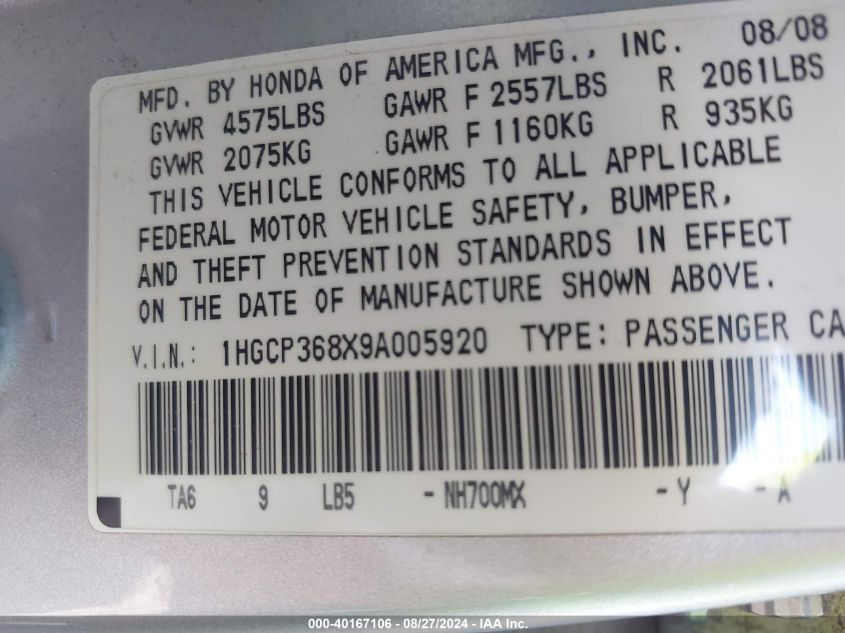 MFD. BY HONDA OF AMERICA MFG., INC. 08/08
GVWR 4575LBS GAWR F 2557LBS R 2061LBS
GVWR 2075KG GAWR F 1160KG R 935KG
THIS VEHICLE CONFORMS TO ALL APPLICABLE
FEDERAL MOTOR VEHICLE SAFETY, BUMPER,
AND THEFT PREVENTION STANDARDS IN EFFECT
ON THE DATE OF MANUFACTURE SHOWN ABOVE.
V.I.N.: 1HGCP368X9A005920 TYPE: PASSENGER CA
TA6 9 LB5 - NH700MX - Y - A
000-40167106 - 08/27/2024 - IAA Inc.